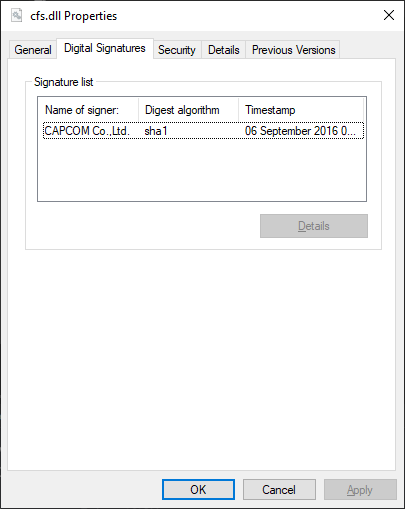 cfs.dll Properties
General Digital Signatures Security Details Previous Versions
Signature list
Name of signer: Digest algorithm Timestamp
CAPCOM Co.,Ltd. sha1 06 September 2016 0...
Details
OK Cancel Apply